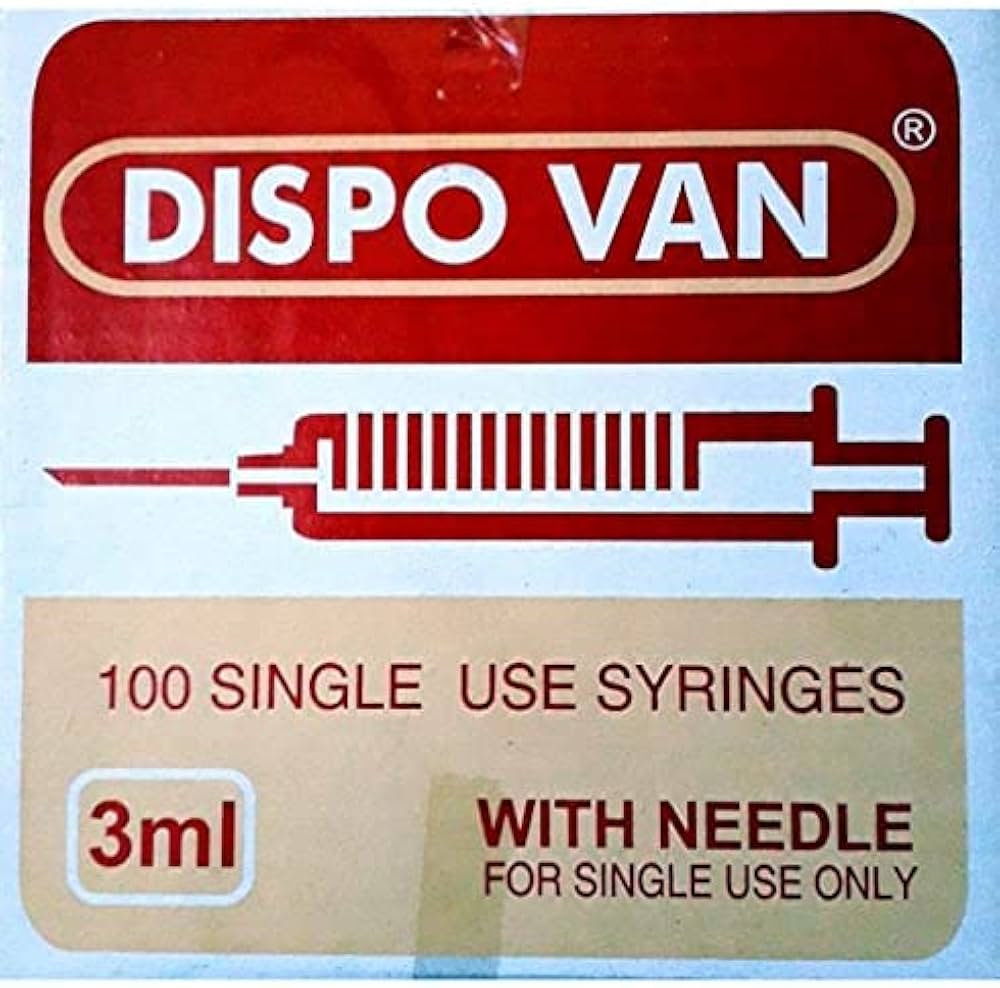 DISPO VAN ®
100 SINGLE USE SYRINGES
3ml
WITH NEEDLE
FOR SINGLE USE ONLY